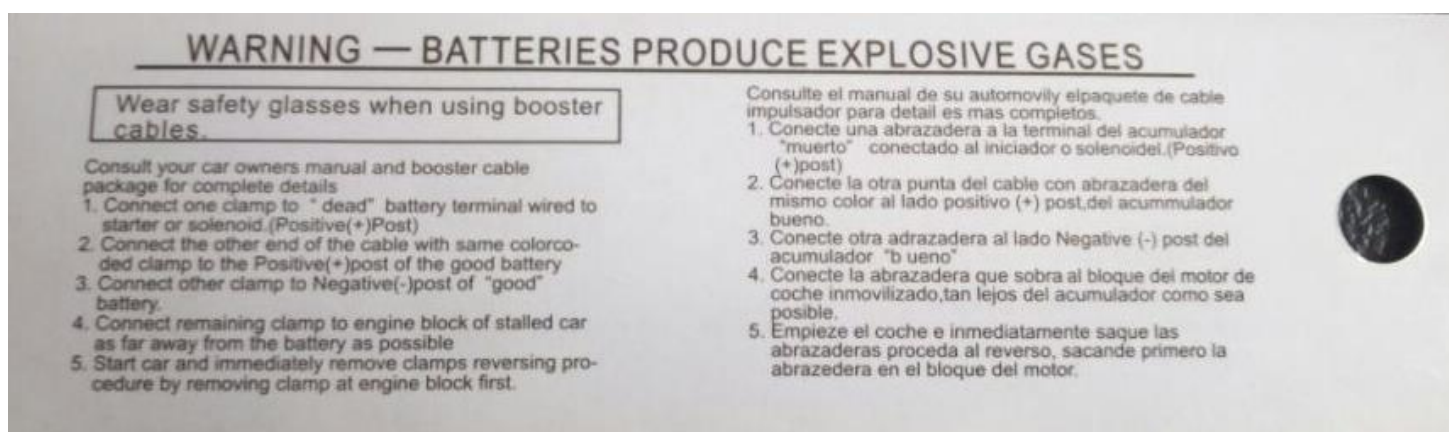 WARNING — BATTERIES PRODUCE EXPLOSIVE GASES
Wear safety glasses when using booster
cables.
Consult your car owners manual and booster cable
package for complete details
1. Connect one clamp to “ dead” battery terminal wired to
starter or solenoid.(Positive(+)Post)
2. Connect the other end of the cable with same colorco-
ded clamp to the Positive(+)post of the good battery
3. Connect other clamp to Negative(-)post of “good”
battery.
4. Connect remaining clamp to engine block of stalled car
as far away from the battery as possible
5. Start car and immediately remove clamps reversing pro-
cedure by removing clamp at engine block first.
Consulte el manual de su automovily elpaquete de cable
impulsador para detail es mas completos.
1. Conecte una abrazadera a la terminal del acumulador
“muerto” conectado al iniciador o solenoidel.(Positivo
(+)post)
2. Conecte la otra punta del cable con abrazadera del
mismo color al lado positivo (+) post,del acummulador
bueno.
3. Conecte otra adrazadera al lado Negative (-) post del
acumulador “b ueno”
4. Conecte la abrazadera que sobra al bloque del motor de
coche inmovilizado,tan lejos del acumulador como sea
posible.
5. Empieze el coche e inmediatamente saque las
abrazaderas proceda al reverso, sacande primero la
abrazedera en el bloque del motor.